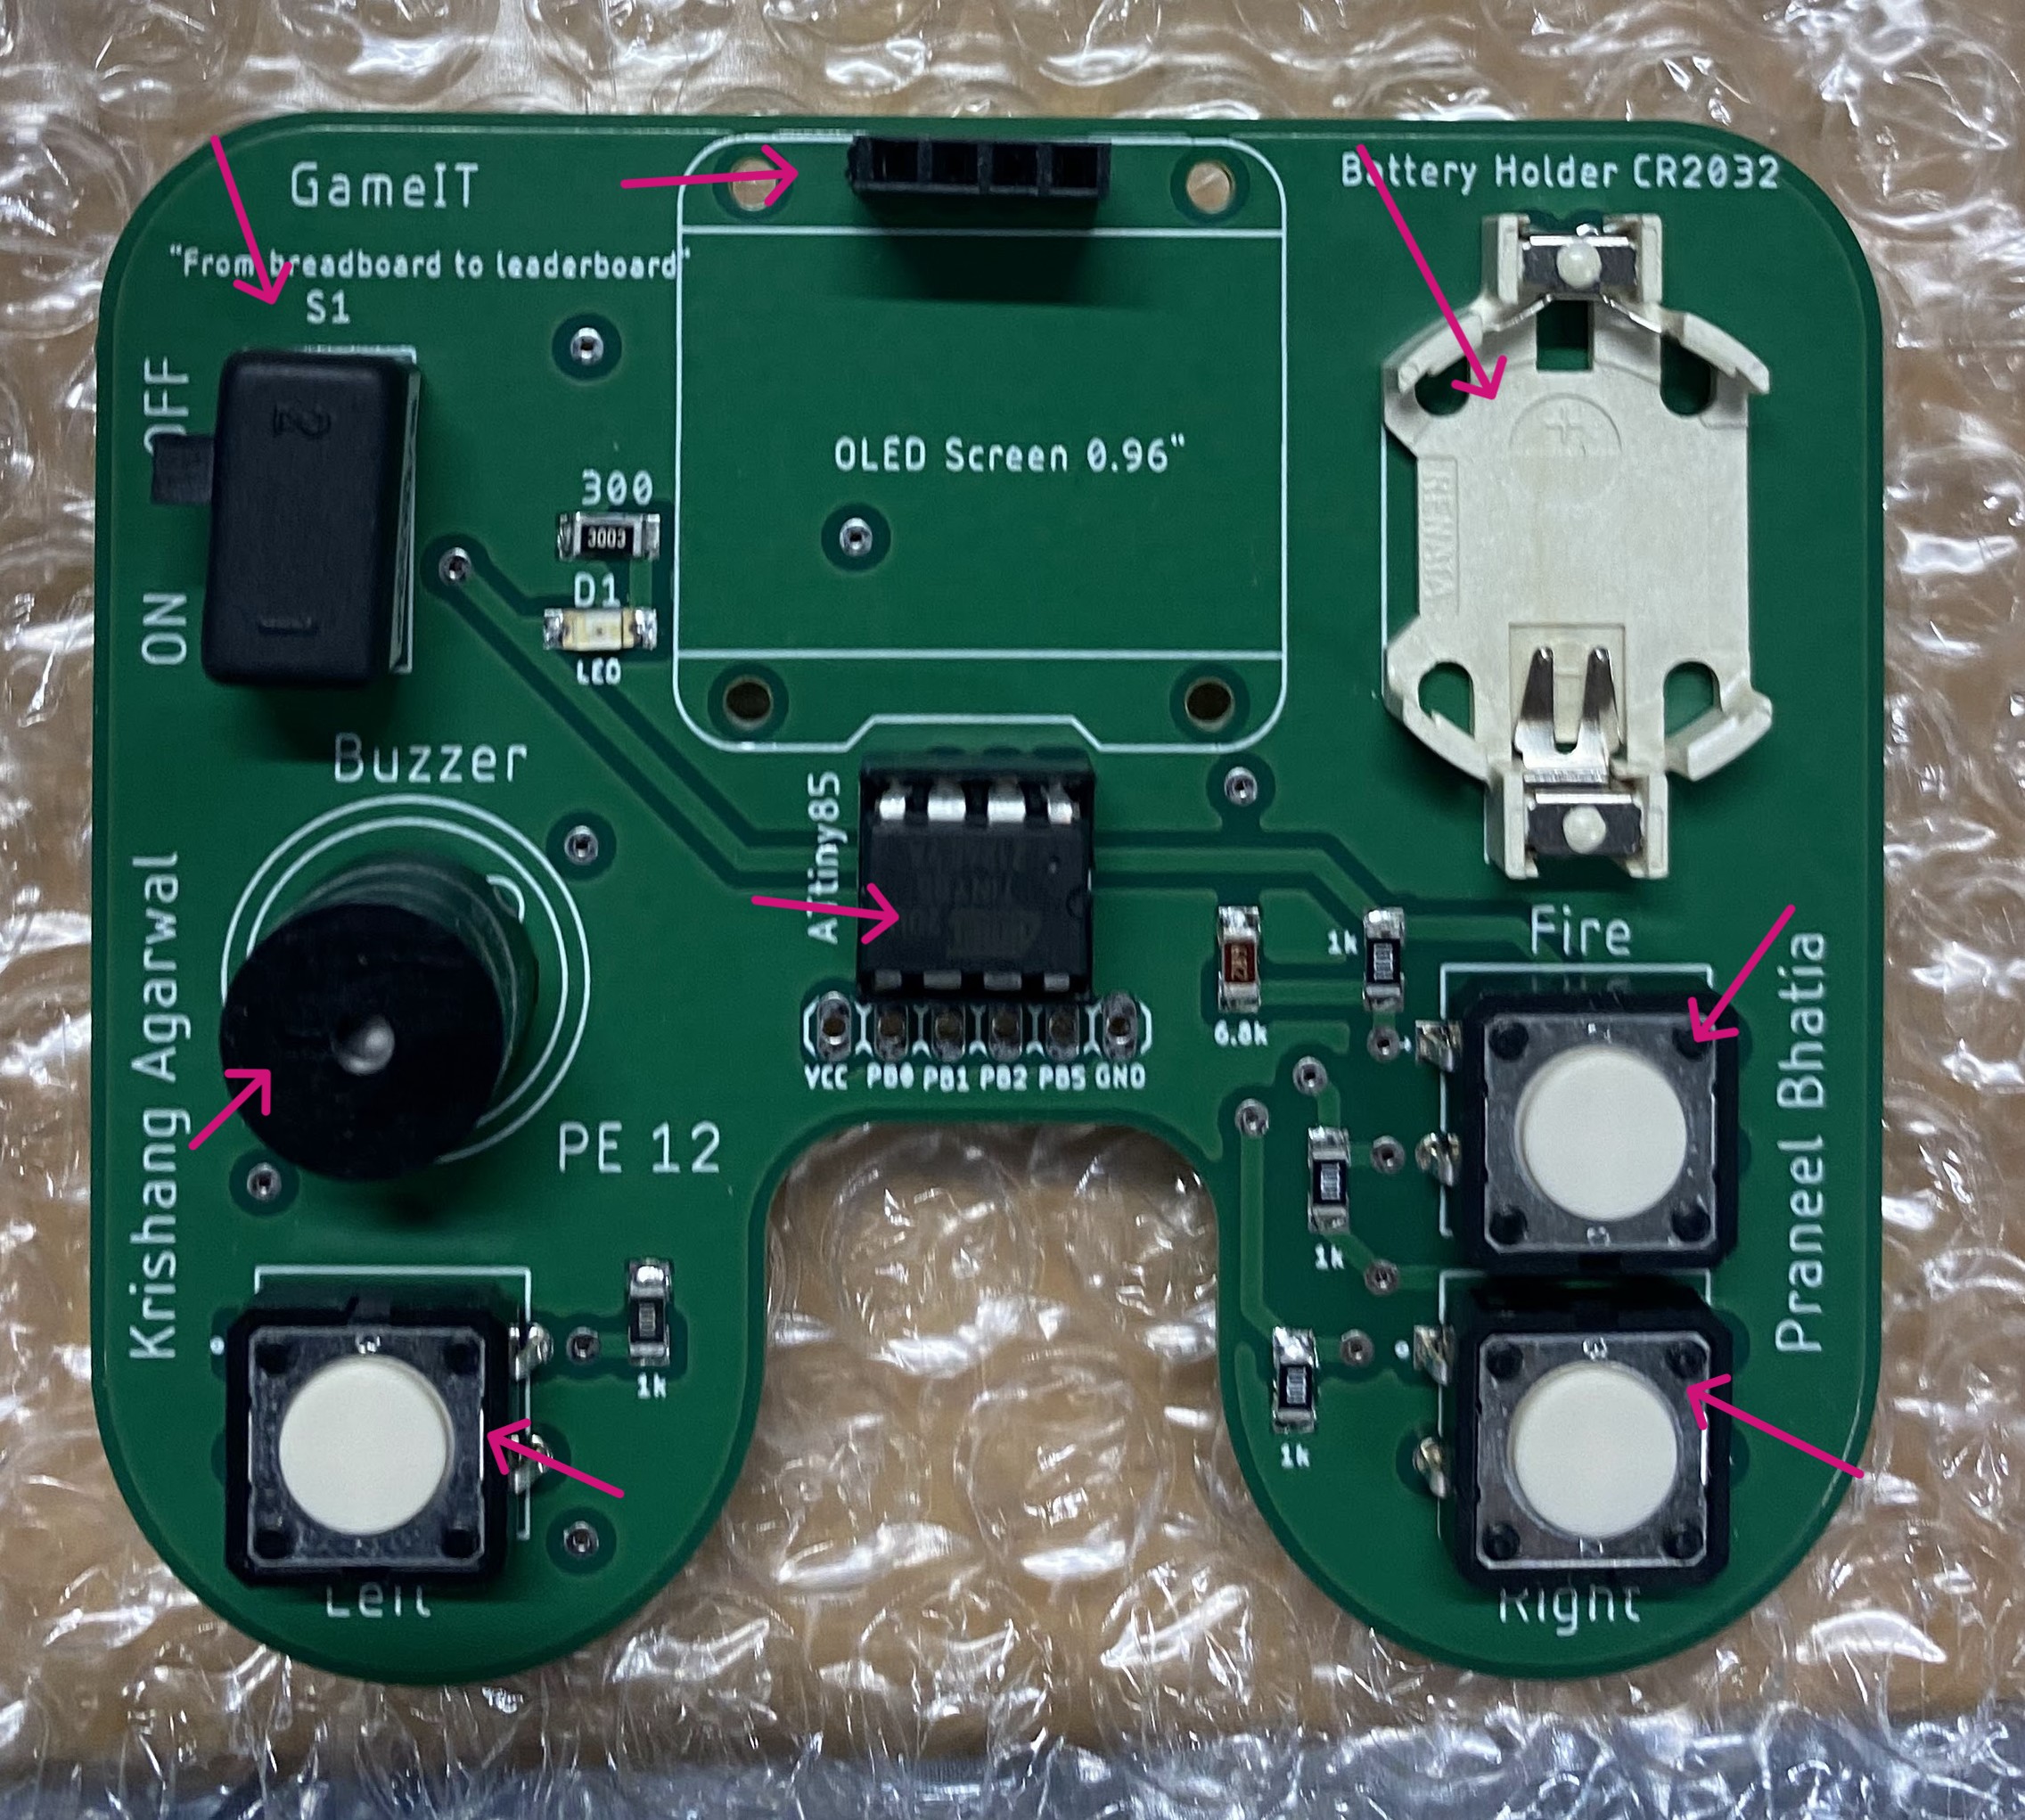 GameIT
"From breadboard to leaderboard"
S1
OFF
ON
Battery Holder CR2032
OLED Screen 0.96"
300
3003
D1
LED
RENATA
Buzzer
ATtiny85
Krishang Agarwal
PE 12
VCC PB0 PB1 PB2 PB5 GND
6.8k
1k
Fire
Praneel Bhatia
1k
1k
1k
Left
Right